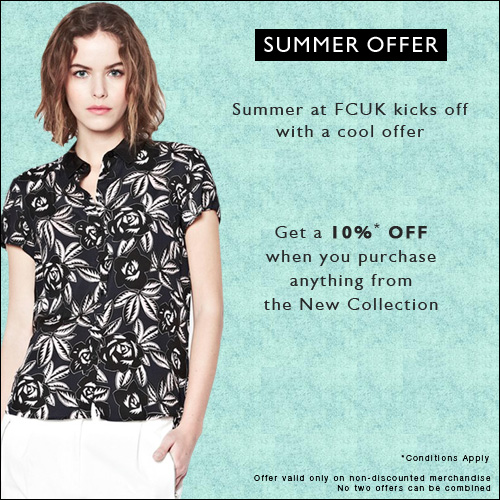 SUMMER OFFER
Summer at FCUK kicks off
with a cool offer
Get a 10%* OFF
when you purchase
anything from
the New Collection
*Conditions Apply
Offer valid only on non-discounted merchandise
No two offers can be combined